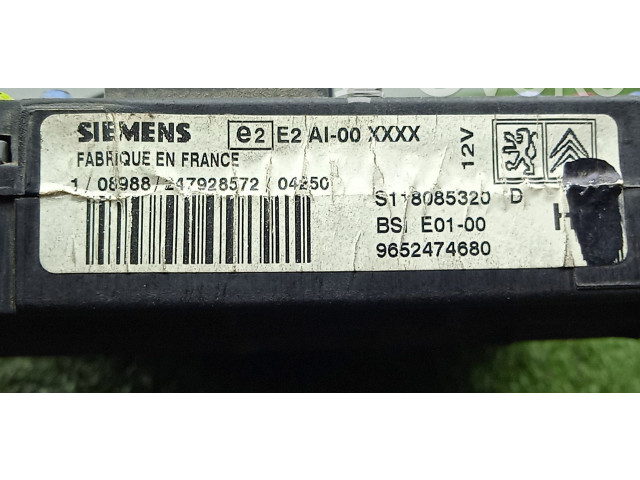 SIEMENS e2 E2 AI-00 XXXX
FABRIQUE EN FRANCE
12V
1 / 08988 / 247928572 / 04250
S118085320 D
BSI E01-00
H
9652474680